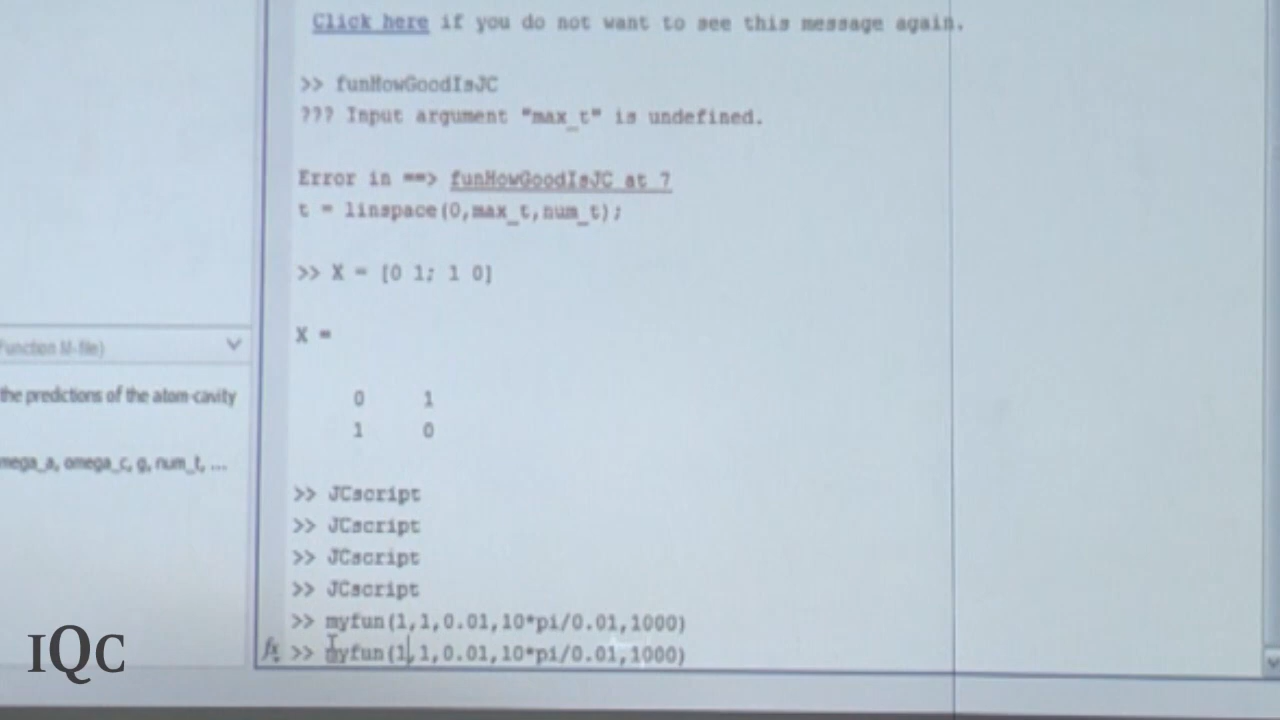 Click here if you do not want to see this message again.
>> funHowGoodIsJC
??? Input argument "max_t" is undefined.
Error in ==> funHowGoodIsJC at 7
t = linspace(0,max_t,num_t);
>> X = [0 1; 1 0]
X =
0 1
1 0
Function M-file)
the predictions of the atom-cavity
mega_a, omega_c, g, num_t, ...
>> JCscript
>> JCscript
>> JCscript
>> JCscript
>> myfun(1,1,0.01,10*pi/0.01,1000)
fx >> myfun(1,1,0.01,10*pi/0.01,1000)
IQC